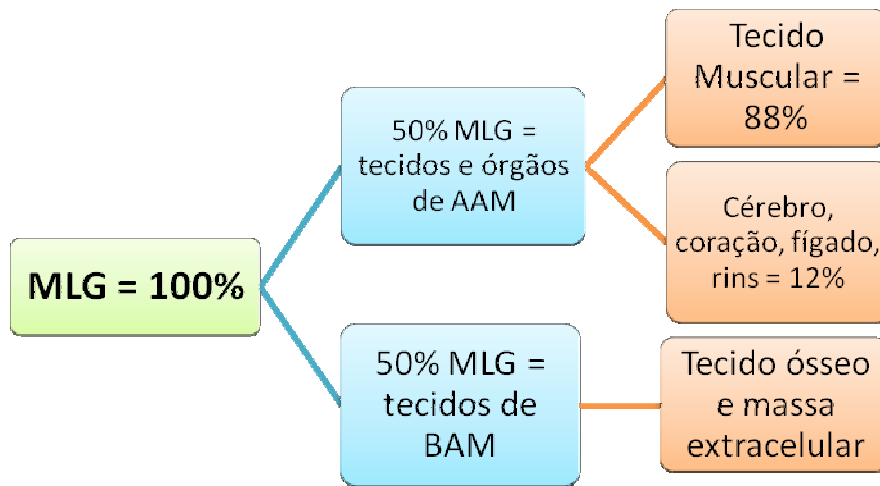 MLG = 100%
50% MLG =
tecidos e órgãos
de AAM
Tecido
Muscular =
88%
Cérebro,
coração, fígado,
rins = 12%
50% MLG =
tecidos de
BAM
Tecido ósseo
e massa
extracelular